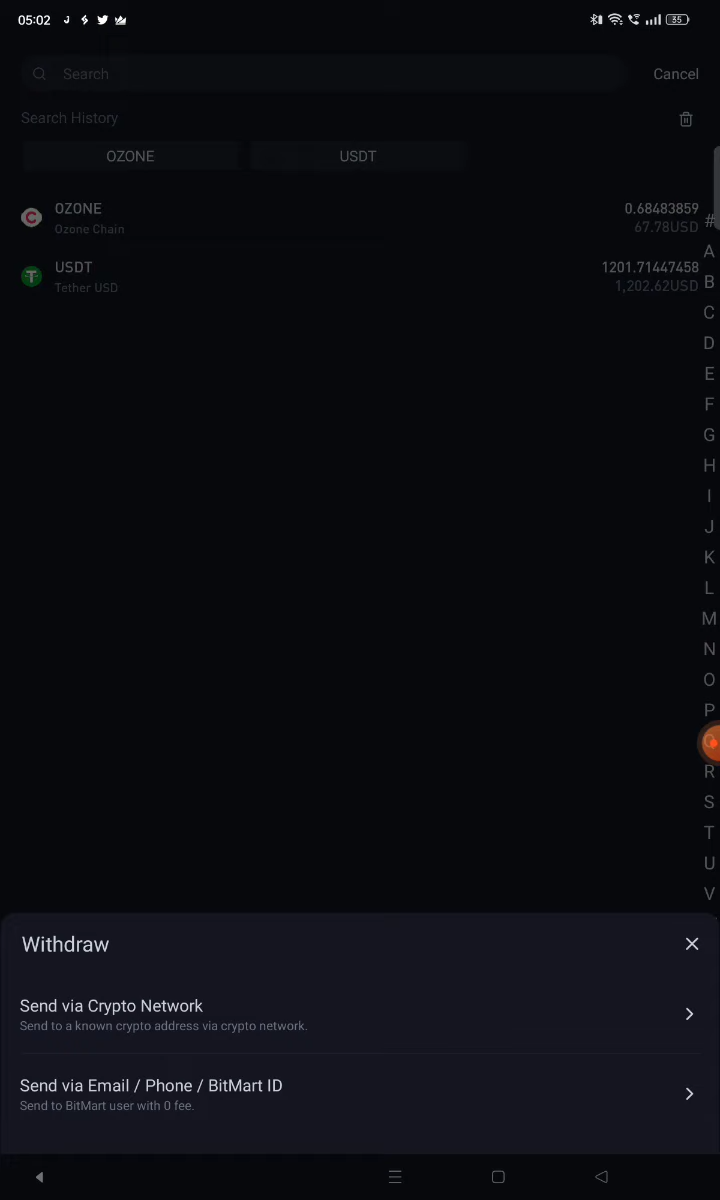 05:02
35
Search
Cancel
Search History
OZONE
USDT
OZONE
0.68483859
Ozone Chain
67.78USD
USDT
1201.71447458
Tether USD
1,202.62USD
#
A
B
C
D
E
F
G
H
I
J
K
L
M
N
O
P
R
S
T
U
V
Withdraw
Send via Crypto Network
Send to a known crypto address via crypto network.
Send via Email / Phone / BitMart ID
Send to BitMart user with 0 fee.